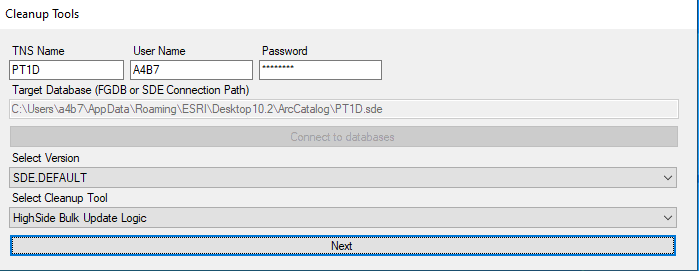 Cleanup Tools
TNS Name User Name Password
PT1D A4B7 ********
Target Database (FGDB or SDE Connection Path)
C:\Users\a4b7\AppData\Roaming\ESRI\Desktop10.2\ArcCatalog\PT1D.sde
Connect to databases
Select Version
SDE.DEFAULT
Select Cleanup Tool
HighSide Bulk Update Logic
Next